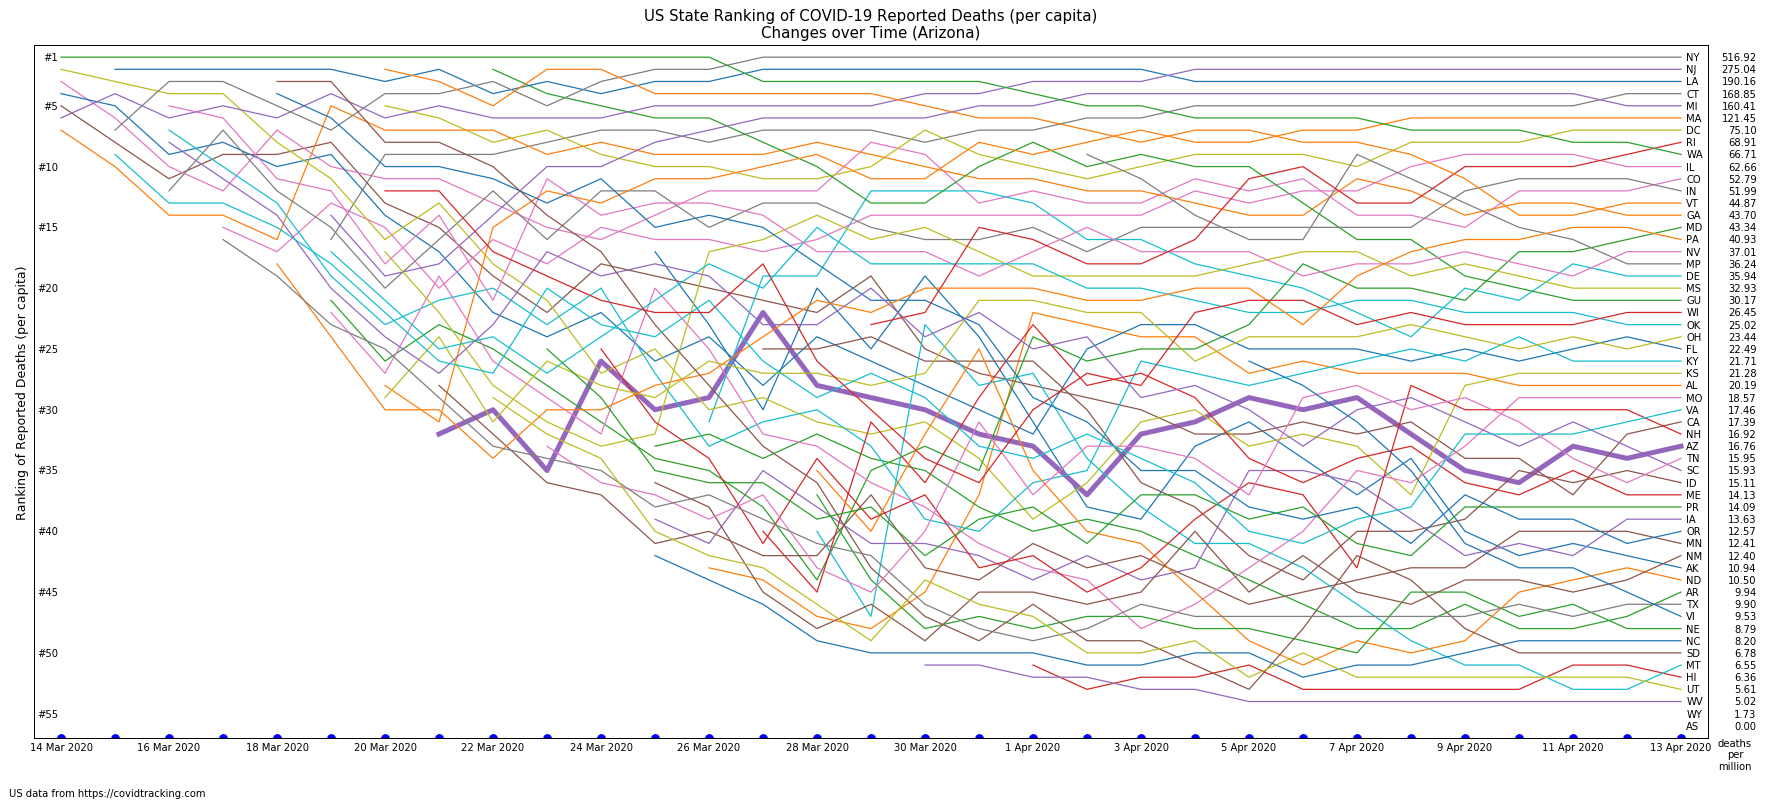 US State Ranking of COVID-19 Reported Deaths (per capita)
Changes over Time (Arizona)
Ranking of Reported Deaths (per capita)
#1
#5
#10
#15
#20
#25
#30
#35
#40
#45
#50
#55
NY 516.92
NJ 275.04
LA 190.16
CT 168.85
MI 160.41
MA 121.45
DC 75.10
RI 68.91
WA 66.71
IL 62.66
CO 52.79
IN 51.99
VT 44.87
GA 43.70
MD 43.34
PA 40.93
NV 37.01
MP 36.24
DE 35.94
MS 32.93
GU 30.17
WI 26.45
OK 25.02
OH 23.44
FL 22.49
KY 21.71
KS 21.28
AL 20.19
MO 18.57
VA 17.46
CA 17.39
NH 16.92
AZ 16.76
TN 15.95
SC 15.93
ID 15.11
ME 14.13
PR 14.09
IA 13.63
OR 12.57
MN 12.41
NM 12.40
AK 10.94
ND 10.50
AR 9.94
TX 9.90
VI 9.53
NE 8.79
NC 8.20
SD 6.78
MT 6.55
HI 6.36
UT 5.61
WV 5.02
WY 1.73
AS 0.00
14 Mar 2020 16 Mar 2020 18 Mar 2020 20 Mar 2020 22 Mar 2020 24 Mar 2020 26 Mar 2020 28 Mar 2020 30 Mar 2020 1 Apr 2020 3 Apr 2020 5 Apr 2020 7 Apr 2020 9 Apr 2020 11 Apr 2020 13 Apr 2020
deaths
per
million
US data from https://covidtracking.com